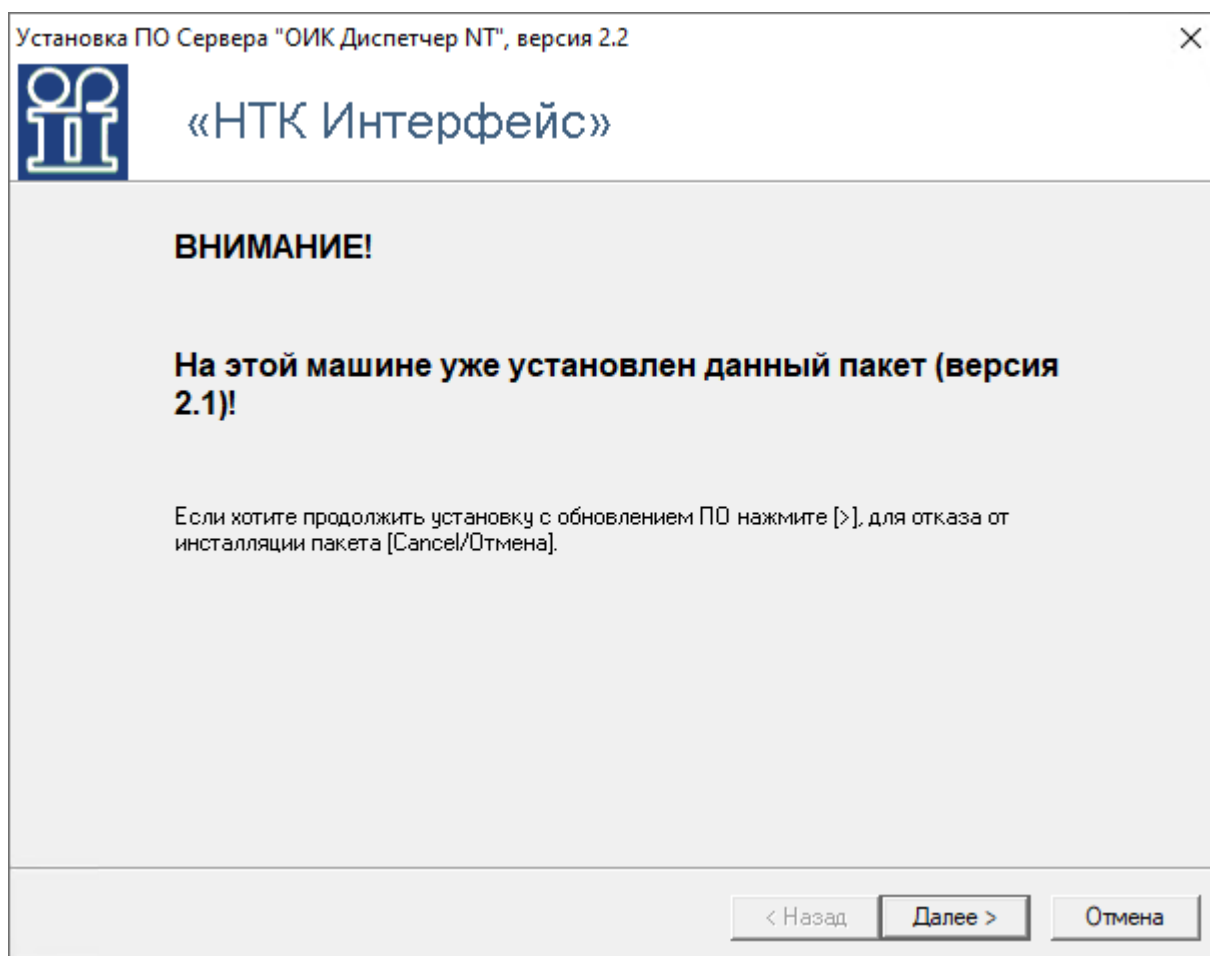 Установка ПО Сервера "ОИК Диспетчер NT", версия 2.2
«НТК Интерфейс»
ВНИМАНИЕ!
На этой машине уже установлен данный пакет (версия
2.1)!
Если хотите продолжить установку с обновлением ПО нажмите [>], для отказа от
инсталляции пакета [Cancel/Отмена].
< Назад Далее > Отмена